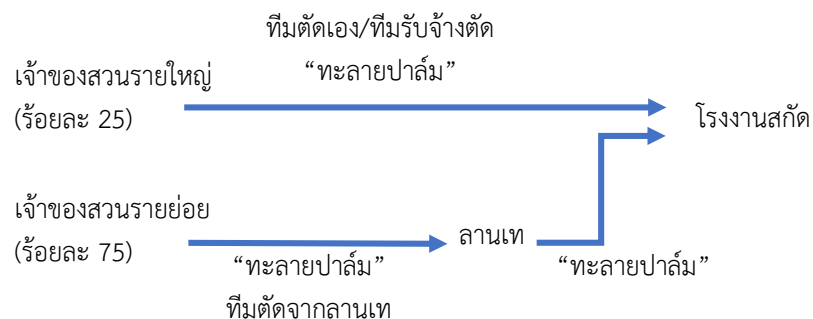 ทีมตัดเอง/ทีมรับจ้างตัด
“ทะลายปาล์ม”
เจ้าของสวนรายใหญ่
(ร้อยละ 25)
โรงงานสกัด
เจ้าของสวนรายย่อย
(ร้อยละ 75)
ลานเท
“ทะลายปาล์ม”
“ทะลายปาล์ม”
ทีมตัดจากลานเท